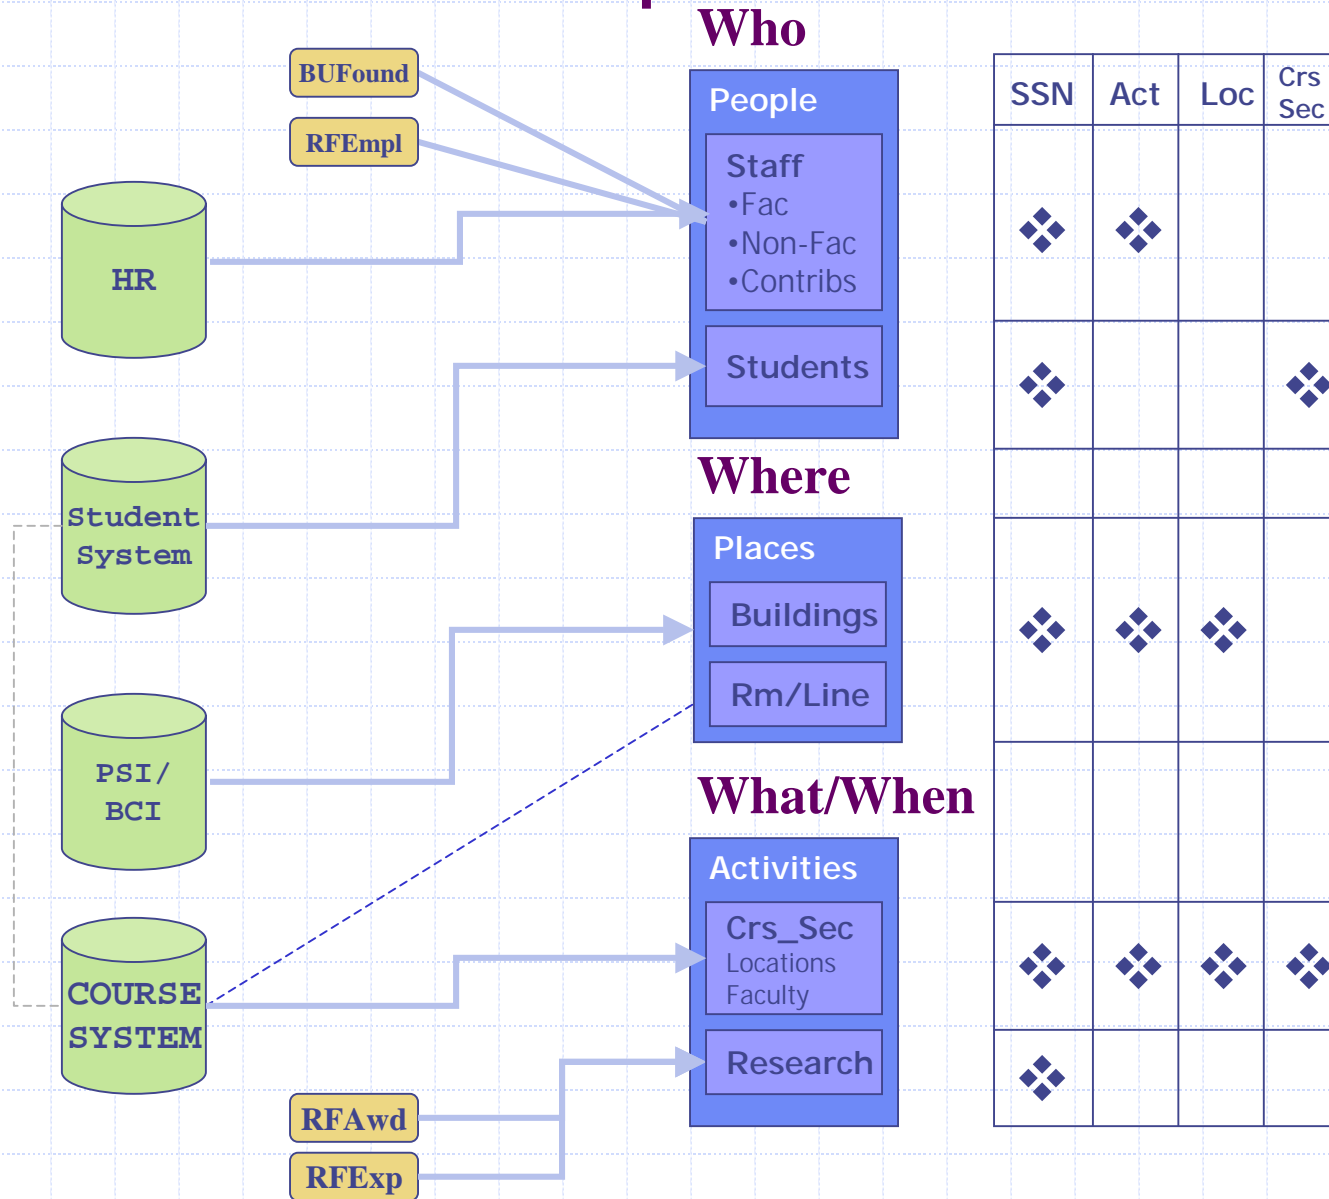 Who
BUFound
RFEmpl
HR
Student
System
PSI/
BCI
COURSE
SYSTEM
RFAwd
RFExp
People
Staff
•Fac
•Non-Fac
•Contribs
Students
Where
Places
Buildings
Rm/Line
What/When
Activities
Crs_Sec
Locations
Faculty
Research
SSN Act Loc Crs
Sec